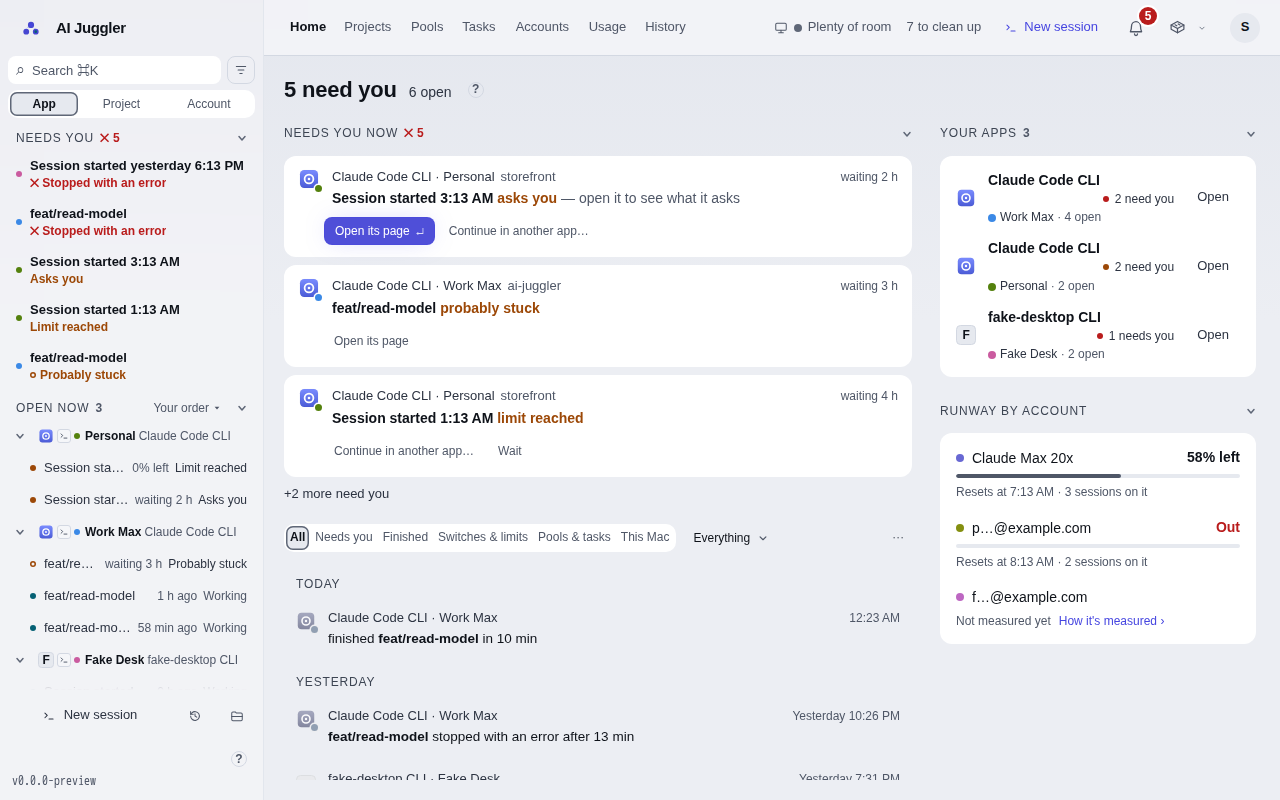 AI Juggler
Search ⌘K
App
Project
Account
NEEDS YOU 5
Session started yesterday 6:13 PM
Stopped with an error
feat/read-model
Stopped with an error
Session started 3:13 AM
Asks you
Session started 1:13 AM
Limit reached
feat/read-model
Probably stuck
OPEN NOW 3
Your order
Personal Claude Code CLI
Session sta… 0% left Limit reached
Session star… waiting 2 h Asks you
Work Max Claude Code CLI
feat/re… waiting 3 h Probably stuck
feat/read-model 1 h ago Working
feat/read-mo… 58 min ago Working
F Fake Desk fake-desktop CLI
New session
?
v0.0.0-preview
Home
Projects
Pools
Tasks
Accounts
Usage
History
Plenty of room
7 to clean up
New session
5
S
5 need you 6 open ?
NEEDS YOU NOW 5
Claude Code CLI · Personal storefront
waiting 2 h
Session started 3:13 AM asks you — open it to see what it asks
Open its page
Continue in another app…
Claude Code CLI · Work Max ai-juggler
waiting 3 h
feat/read-model probably stuck
Open its page
Claude Code CLI · Personal storefront
waiting 4 h
Session started 1:13 AM limit reached
Continue in another app…
Wait
+2 more need you
All
Needs you
Finished
Switches & limits
Pools & tasks
This Mac
Everything
…
TODAY
Claude Code CLI · Work Max
12:23 AM
finished feat/read-model in 10 min
YESTERDAY
Claude Code CLI · Work Max
Yesterday 10:26 PM
feat/read-model stopped with an error after 13 min
fake-desktop CLI · Fake Desk
Yesterday 7:31 PM
YOUR APPS 3
Claude Code CLI
2 need you
Open
Work Max · 4 open
Claude Code CLI
2 need you
Open
Personal · 2 open
F
fake-desktop CLI
1 needs you
Open
Fake Desk · 2 open
RUNWAY BY ACCOUNT
Claude Max 20x
58% left
Resets at 7:13 AM · 3 sessions on it
p…@example.com
Out
Resets at 8:13 AM · 2 sessions on it
f…@example.com
Not measured yet How it's measured ›